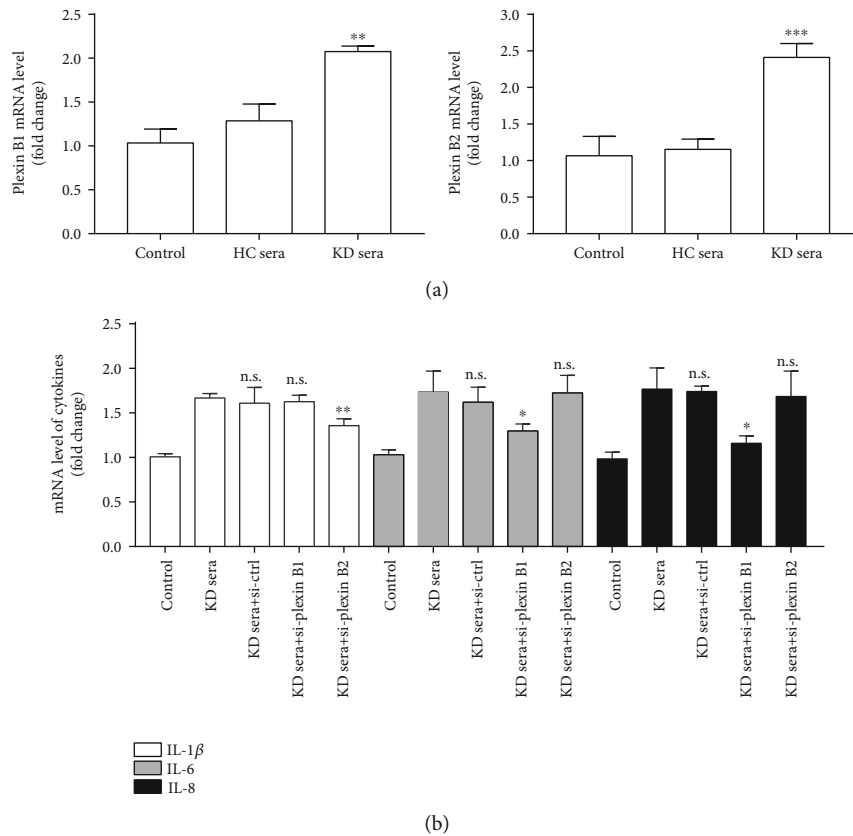 Plexin B1 mRNA level
(fold change)
2.5
2.0
1.5
1.0
0.5
0.0
**
Control
HC sera
KD sera
Plexin B2 mRNA level
(fold change)
3.0
2.5
2.0
1.5
1.0
0.5
0.0
***
Control
HC sera
KD sera
(a)
mRNA level of cytokines
(fold change)
2.5
2.0
1.5
1.0
0.5
0.0
n.s.
n.s.
**
n.s.
*
n.s.
n.s.
*
n.s.
Control
KD sera
KD sera+si-ctrl
KD sera+si-plexin B1
KD sera+si-plexin B2
Control
KD sera
KD sera+si-ctrl
KD sera+si-plexin B1
KD sera+si-plexin B2
Control
KD sera
KD sera+si-ctrl
KD sera+si-plexin B1
KD sera+si-plexin B2
IL-1β
IL-6
IL-8
(b)